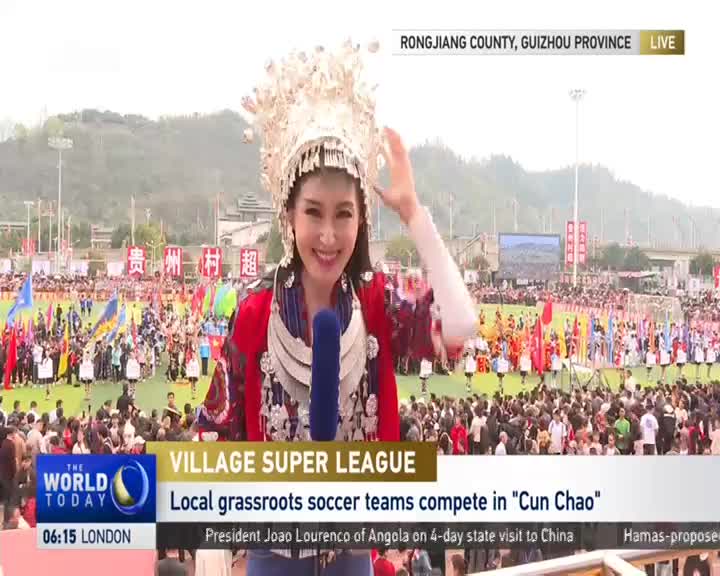 RONGJIANG COUNTY, GUIZHOU PROVINCE
LIVE
贵州村超
VILLAGE SUPER LEAGUE
THE WORLD TODAY
Local grassroots soccer teams compete in "Cun Chao"
06:15 LONDON
President Joao Lourenco of Angola on 4-day state visit to China
Hamas-propose